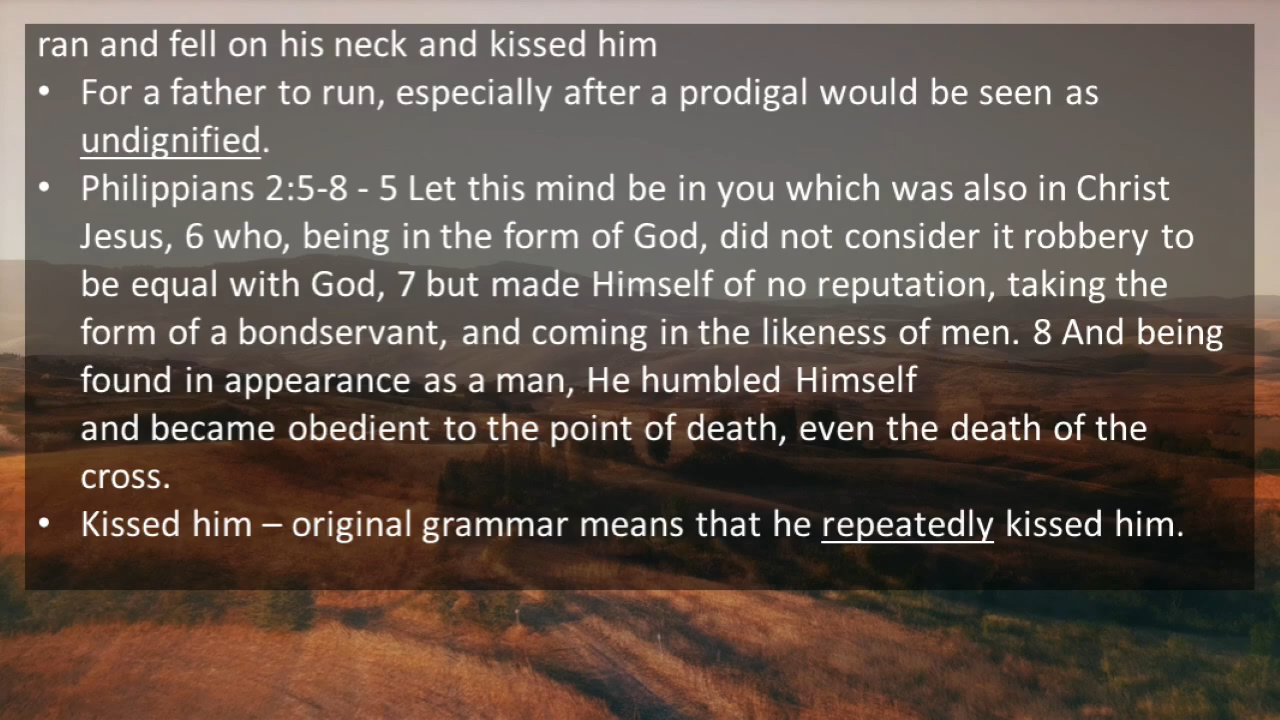 ran and fell on his neck and kissed him
• For a father to run, especially after a prodigal would be seen as
undignified.
• Philippians 2:5-8 - 5 Let this mind be in you which was also in Christ
Jesus, 6 who, being in the form of God, did not consider it robbery to
be equal with God, 7 but made Himself of no reputation, taking the
form of a bondservant, and coming in the likeness of men. 8 And being
found in appearance as a man, He humbled Himself
and became obedient to the point of death, even the death of the
cross.
• Kissed him – original grammar means that he repeatedly kissed him.